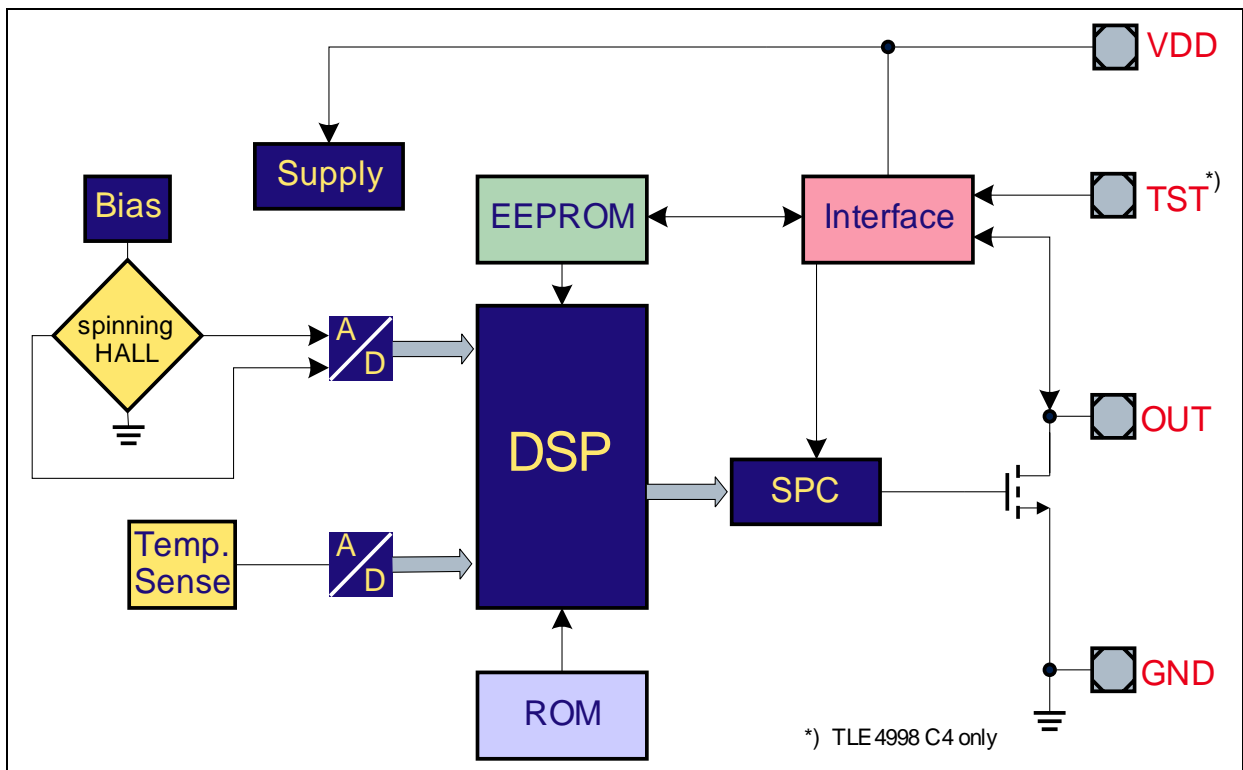 VDD
Supply
Bias
EEPROM
Interface
TST*)
spinning
HALL
A
D
DSP
OUT
SPC
Temp.
Sense
A
D
GND
ROM
*) TLE4998 C4 only